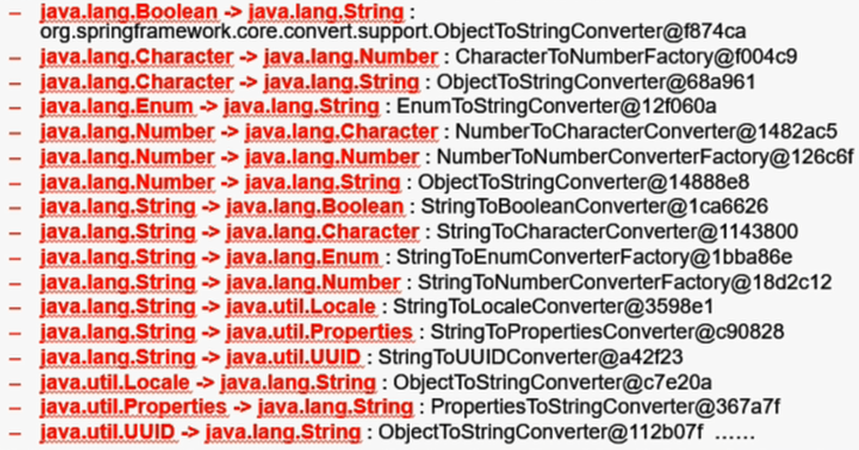 – java.lang.Boolean -> java.lang.String :
org.springframework.core.convert.support.ObjectToStringConverter@f874ca
– java.lang.Character -> java.lang.Number : CharacterToNumberFactory@f004c9
– java.lang.Character -> java.lang.String : ObjectToStringConverter@68a961
– java.lang.Enum -> java.lang.String : EnumToStringConverter@12f060a
– java.lang.Number -> java.lang.Character : NumberToCharacterConverter@1482ac5
– java.lang.Number -> java.lang.Number : NumberToNumberConverterFactory@126c6f
– java.lang.Number -> java.lang.String : ObjectToStringConverter@14888e8
– java.lang.String -> java.lang.Boolean : StringToBooleanConverter@1ca6626
– java.lang.String -> java.lang.Character : StringToCharacterConverter@1143800
– java.lang.String -> java.lang.Enum : StringToEnumConverterFactory@1bba86e
– java.lang.String -> java.lang.Number : StringToNumberConverterFactory@18d2c12
– java.lang.String -> java.util.Locale : StringToLocaleConverter@3598e1
– java.lang.String -> java.util.Properties : StringToPropertiesConverter@c90828
– java.lang.String -> java.util.UUID : StringToUUIDConverter@a42f23
– java.util.Locale -> java.lang.String : ObjectToStringConverter@c7e20a
– java.util.Properties -> java.lang.String : PropertiesToStringConverter@367a7f
– java.util.UUID -> java.lang.String : ObjectToStringConverter@112b07f ......